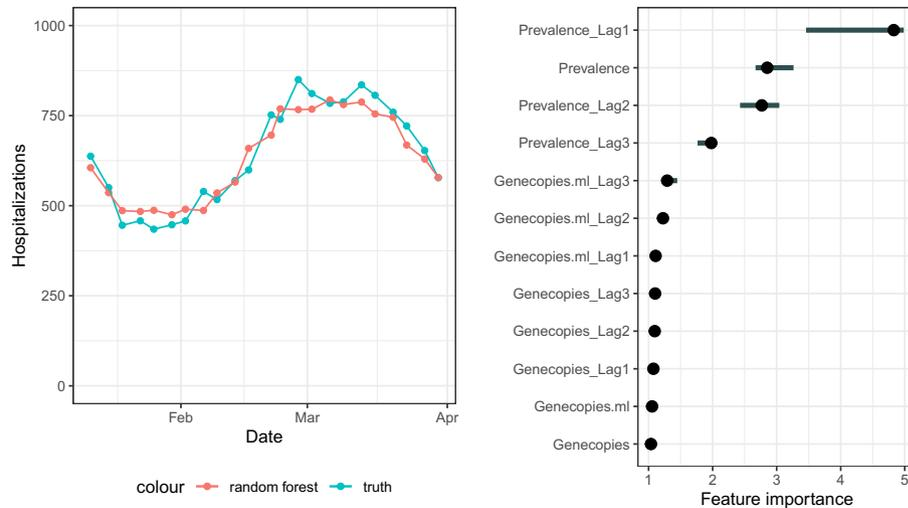 1000
750
500
250
0
Hospitalizations
Feb
Mar
Apr
Date
colour
random forest
truth
Prevalence_Lag1
Prevalence
Prevalence_Lag2
Prevalence_Lag3
Genecopies.ml_Lag3
Genecopies.ml_Lag2
Genecopies.ml_Lag1
Genecopies_Lag3
Genecopies_Lag2
Genecopies_Lag1
Genecopies.ml
Genecopies
1 2 3 4 5
Feature importance